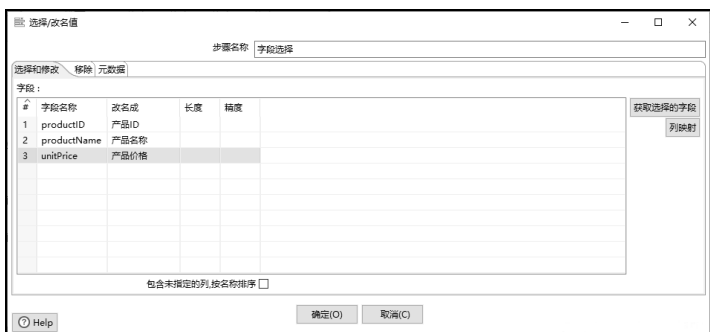 选择/改名值
步骤名称 字段选择
选择和修改 移除 元数据
字段：
# 字段名称 改名成 长度 精度
1 productID 产品ID
2 productName 产品名称
3 unitPrice 产品价格
获取选择的字段
列映射
包含未指定的列,按名称排序
确定(O) 取消(C)
Help